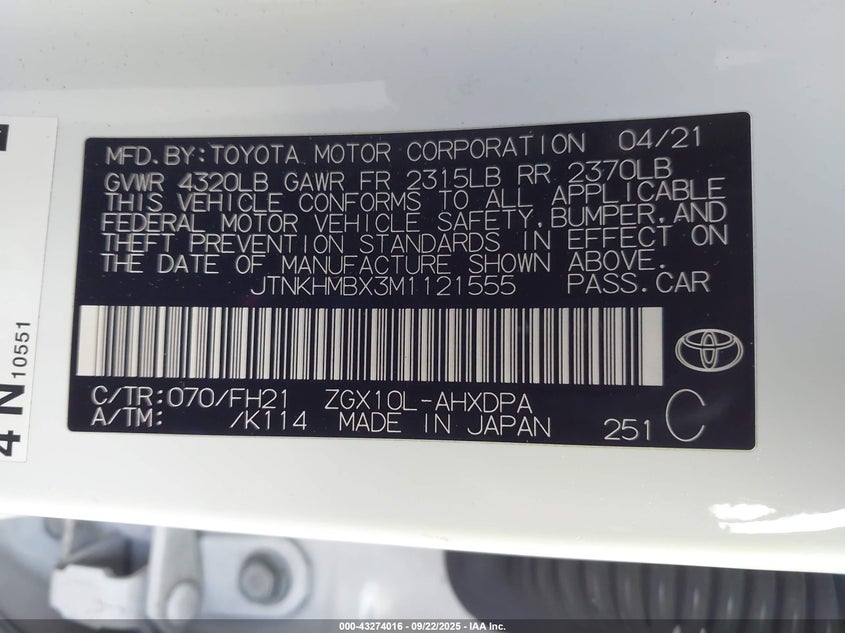 MFD.BY:TOYOTA MOTOR CORPORATION 04/21
GVWR 4320LB GAWR FR 2315LB RR 2370LB
THIS VEHICLE CONFORMS TO ALL APPLICABLE
FEDERAL MOTOR VEHICLE SAFETY,BUMPER,AND
THEFT PREVENTION STANDARDS IN EFFECT ON
THE DATE OF MANUFACTURE SHOWN ABOVE.
JTNKHMBX3M1121555 PASS.CAR
C/TR:070/FH21 ZGX10L-AHXDPA
A/TM: /K114 MADE IN JAPAN 251 C
4 N 10551
000-43274016 - 09/22/2025 - IAA Inc.